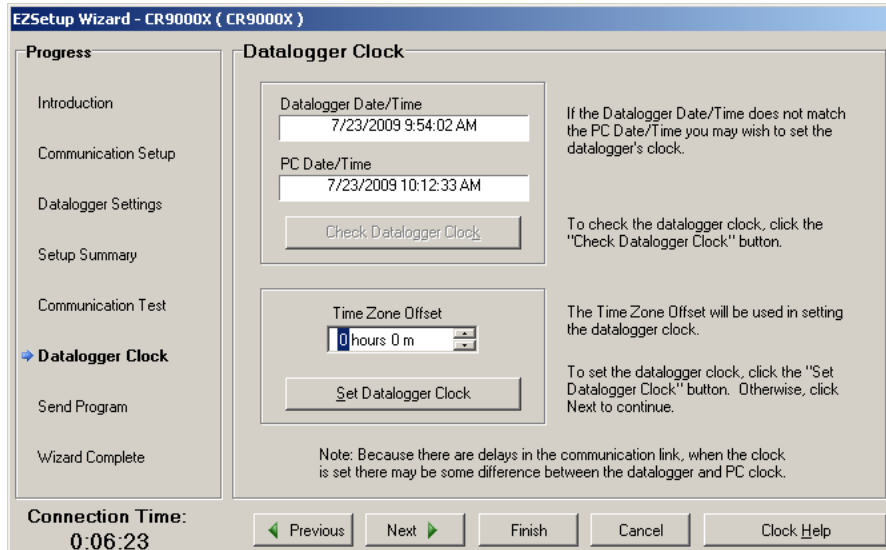 EZSetup Wizard - CR9000X ( CR9000X )
Progress
Introduction
Communication Setup
Datalogger Settings
Setup Summary
Communication Test
Datalogger Clock
Send Program
Wizard Complete
Connection Time:
0:06:23
Datalogger Clock
Datalogger Date/Time
7/23/2009 9:54:02 AM
PC Date/Time
7/23/2009 10:12:33 AM
Check Datalogger Clock
If the Datalogger Date/Time does not match
the PC Date/Time you may wish to set the
datalogger's clock.
To check the datalogger clock, click the
"Check Datalogger Clock" button.
Time Zone Offset
0 hours 0 m
Set Datalogger Clock
The Time Zone Offset will be used in setting
the datalogger clock.
To set the datalogger clock, click the "Set
Datalogger Clock" button. Otherwise, click
Next to continue.
Note: Because there are delays in the communication link, when the clock
is set there may be some difference between the datalogger and PC clock.
Previous
Next
Finish
Cancel
Clock Help